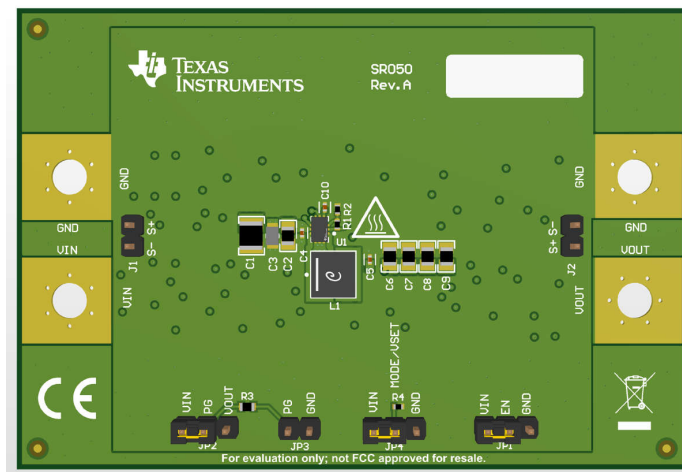 TEXAS
INSTRUMENTS
SR050
Rev.A
GND
GND
VIN
S+
S-
J1
VIN
C10
R2
R1
U1
C1
C3
C2
C4
L1
C5
C6
C7
C8
C9
GND
GND
VOUT
S-
S+
J2
VOUT
CE
VIN
PG
VOUT
R3
JP2
PG
GND
JP3
VIN
MODE/VSET
R4
GND
JP4
VIN
EN
GND
JP1
For evaluation only; not FCC approved for resale.